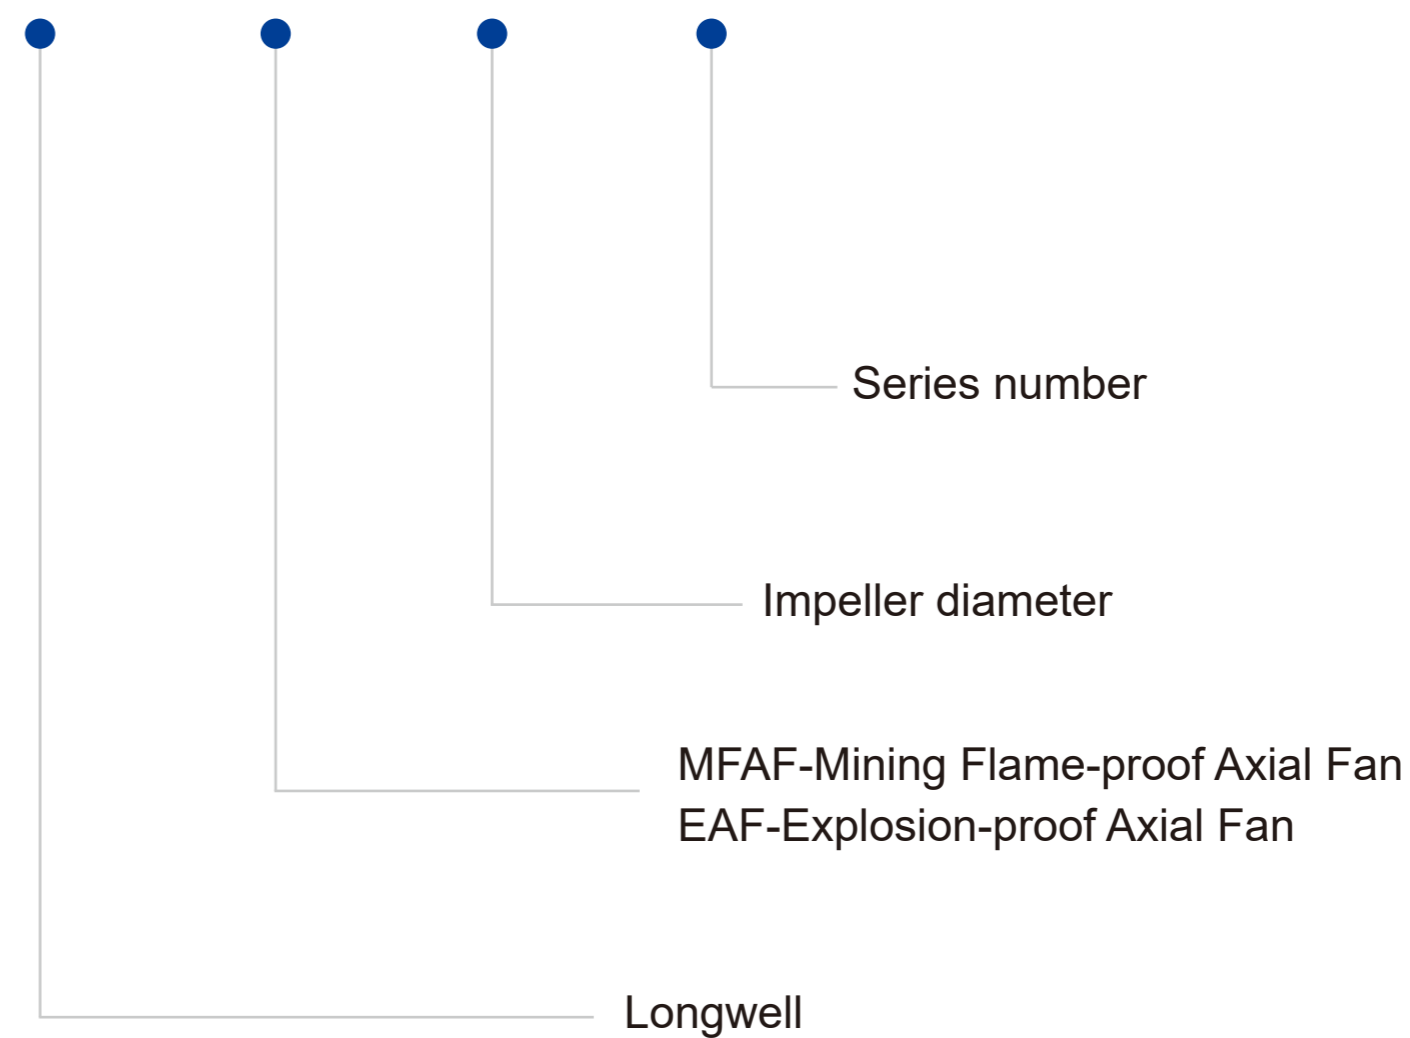 Series number
Impeller diameter
MFAF-Mining Flame-proof Axial Fan
EAF-Explosion-proof Axial Fan
Longwell